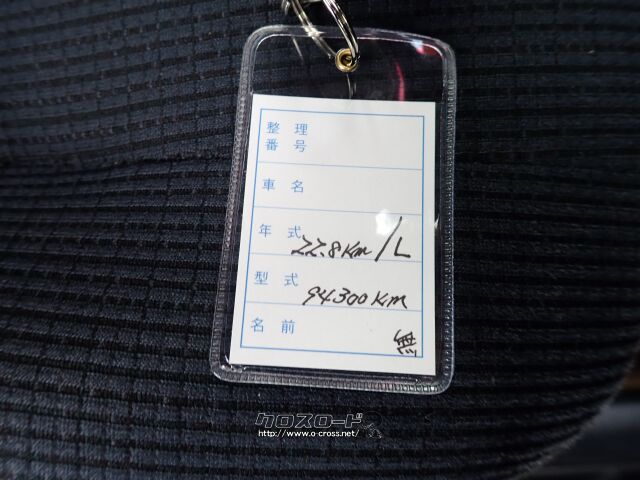 整理
番号
車名
年式 22.8km/L
型式 94300km
名前 無
クロスロード
http://www.o-cross.net/